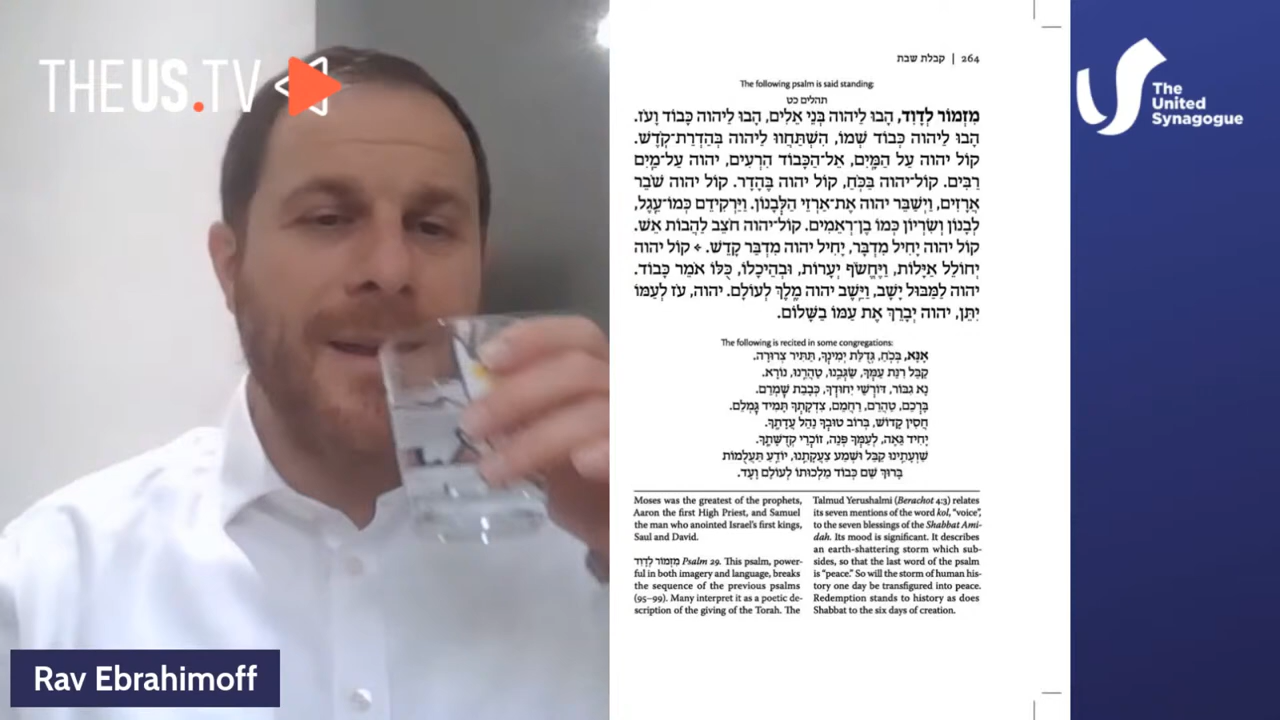 THEUS.TV
Rav Ebrahimoff
264 | קבלת שבת
The following psalm is said standing:
תהלים כט
מִזְמוֹר לְדָוִד, הָבוּ לַיהוה בְּנֵי אֵלִים, הָבוּ לַיהוה כָּבוֹד וָעֹז.
הָבוּ לַיהוה כְּבוֹד שְׁמוֹ, הִשְׁתַּחֲווּ לַיהוה בְּהַדְרַת־קֹדֶשׁ.
קוֹל יהוה עַל הַמָּיִם, אֵל־הַכָּבוֹד הִרְעִים, יהוה עַל־מַיִם
רַבִּים. קוֹל־יהוה בַּכֹּחַ, קוֹל יהוה בֶּהָדָר. קוֹל יהוה שֹׁבֵר
אֲרָזִים, וַיְשַׁבֵּר יהוה אֶת־אַרְזֵי הַלְּבָנוֹן. וַיַּרְקִידֵם כְּמוֹ־עֵגֶל,
לְבָנוֹן וְשִׂרְיוֹן כְּמוֹ בֶן־רְאֵמִים. קוֹל־יהוה חֹצֵב לַהֲבוֹת אֵשׁ.
קוֹל יהוה יָחִיל מִדְבָּר, יָחִיל יהוה מִדְבַּר קָדֵשׁ. ❖ קוֹל יהוה
יְחוֹלֵל אַיָּלוֹת, וַיֶּחֱשֹׂף יְעָרוֹת, וּבְהֵיכָלוֹ, כֻּלּוֹ אֹמֵר כָּבוֹד.
יהוה לַמַּבּוּל יָשָׁב, וַיֵּשֶׁב יהוה מֶלֶךְ לְעוֹלָם. יהוה, עֹז לְעַמּוֹ
יִתֵּן, יהוה יְבָרֵךְ אֶת עַמּוֹ בַשָּׁלוֹם.
The following is recited in some congregations:
אָנָּא, בְּכֹחַ, גְּדֻלַּת יְמִינְךָ, תַּתִּיר צְרוּרָה.
קַבֵּל רִנַּת עַמְּךָ, שַׂגְּבֵנוּ, טַהֲרֵנוּ, נוֹרָא.
נָא גִבּוֹר, דּוֹרְשֵׁי יִחוּדְךָ, כְּבָבַת שָׁמְרֵם.
בָּרְכֵם, טַהֲרֵם, רַחֲמֵם, צִדְקָתְךָ תָּמִיד גָּמְלֵם.
חֲסִין קָדוֹשׁ, בְּרוֹב טוּבְךָ נַהֵל עֲדָתֶךָ.
יָחִיד גֵּאֶה, לְעַמְּךָ פְּנֵה, זוֹכְרֵי קְדֻשָּׁתֶךָ.
שַׁוְעָתֵינוּ קַבֵּל וּשְׁמַע צַעֲקָתֵנוּ, יוֹדֵעַ תַּעֲלוּמוֹת
בָּרוּךְ שֵׁם כְּבוֹד מַלְכוּתוֹ לְעוֹלָם וָעֶד.
Moses was the greatest of the prophets,
Aaron the first High Priest, and Samuel
the man who anointed Israel's first kings,
Saul and David.
מִזְמוֹר לְדָוִד Psalm 29. This psalm, power-
ful in both imagery and language, breaks
the sequence of the previous psalms
(95–99). Many interpret it as a poetic de-
scription of the giving of the Torah. The
Talmud Yerushalmi (Berachot 4:3) relates
its seven mentions of the word kol, "voice",
to the seven blessings of the Shabbat Ami-
dah. Its mood is significant. It describes
an earth-shattering storm which sub-
sides, so that the last word of the psalm
is "peace." So will the storm of human his-
tory one day be transfigured into peace.
Redemption stands to history as does
Shabbat to the six days of creation.
The
United
Synagogue